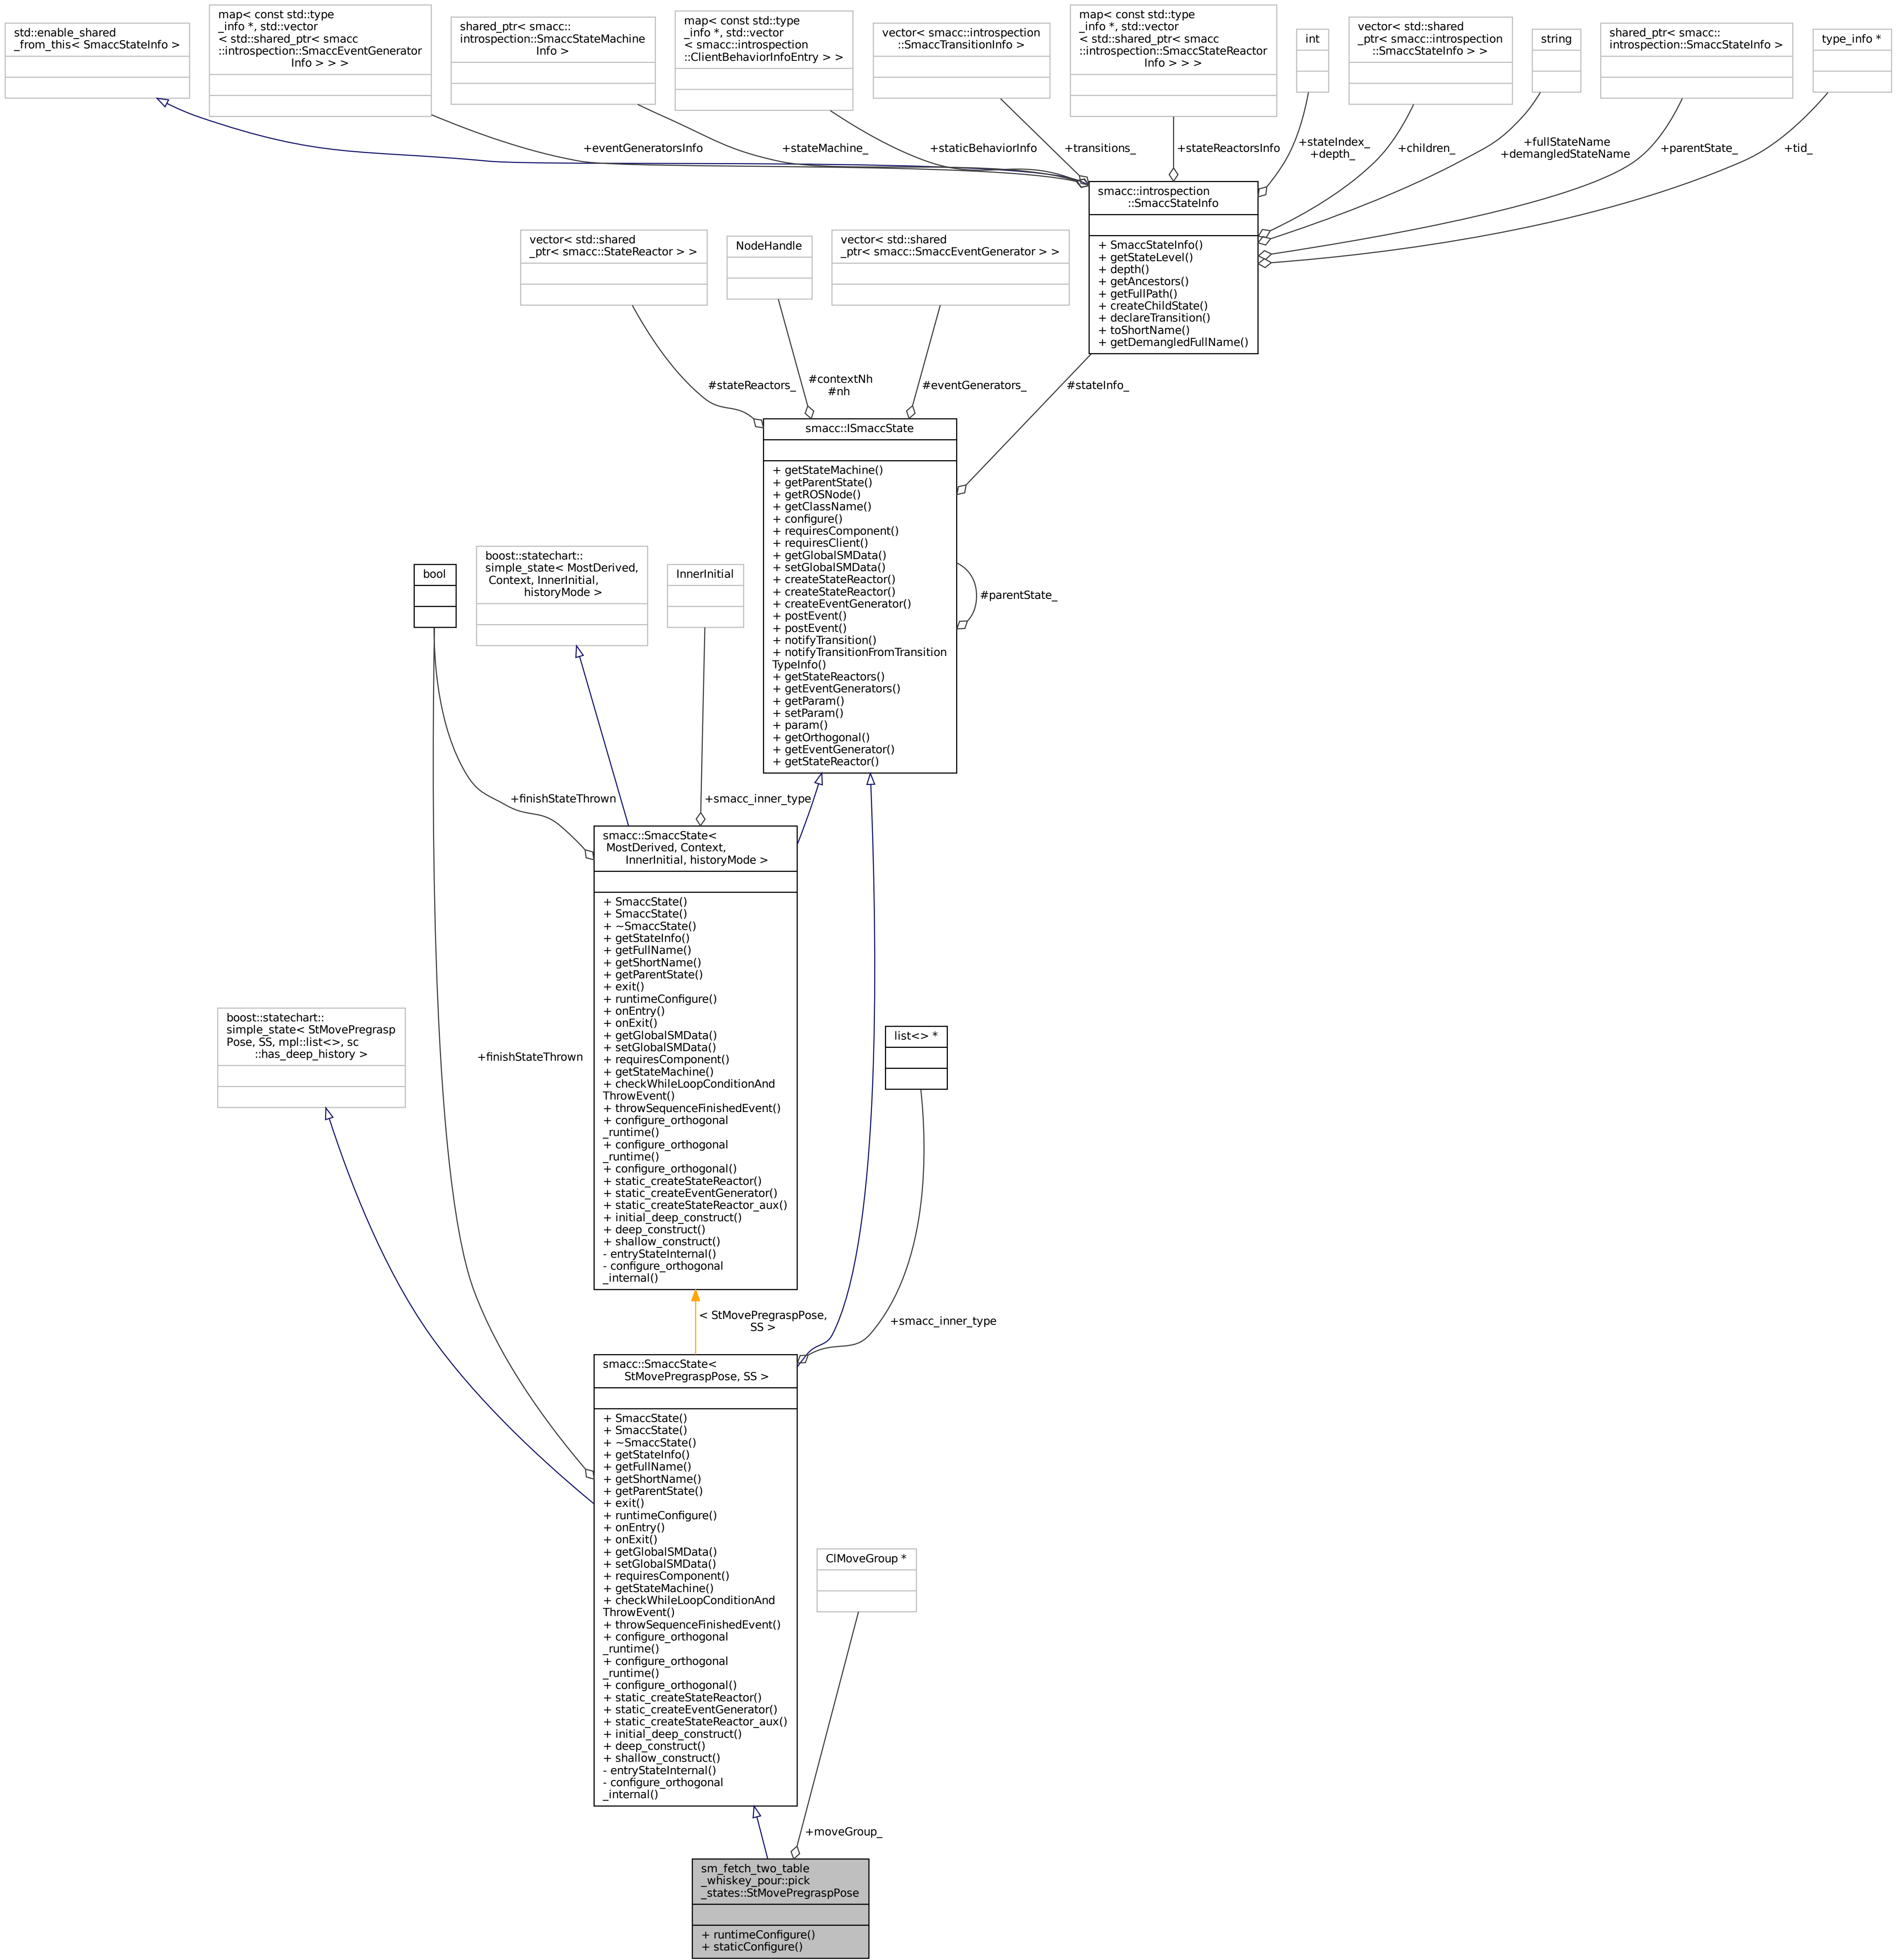 std::enable_shared
_from_this< SmaccStateInfo >
map< const std::type
_info *, std::vector
< std::shared_ptr< smacc
::introspection::SmaccEventGenerator
Info > > >
shared_ptr< smacc::
introspection::SmaccStateMachine
Info >
map< const std::type
_info *, std::vector
< smacc::introspection
::ClientBehaviorInfoEntry > >
vector< smacc::introspection
::SmaccTransitionInfo >
map< const std::type
_info *, std::vector
< std::shared_ptr< smacc
::introspection::SmaccStateReactor
Info > > >
int
vector< std::shared
_ptr< smacc::introspection
::SmaccStateInfo > >
string
shared_ptr< smacc::
introspection::SmaccStateInfo >
type_info *
+eventGeneratorsInfo
+stateMachine_
+staticBehaviorInfo
+transitions_
+stateReactorsInfo
+stateIndex_
+depth_
+children_
+fullStateName
+demangledStateName
+parentState_
+tid_
smacc::introspection
::SmaccStateInfo
+ SmaccStateInfo()
+ getStateLevel()
+ depth()
+ getAncestors()
+ getFullPath()
+ createChildState()
+ declareTransition()
+ toShortName()
+ getDemangledFullName()
vector< std::shared
_ptr< smacc::StateReactor > >
NodeHandle
vector< std::shared
_ptr< smacc::SmaccEventGenerator > >
#stateReactors_
#contextNh
#nh
#eventGenerators_
#stateInfo_
smacc::ISmaccState
+ getStateMachine()
+ getParentState()
+ getROSNode()
+ getClassName()
+ configure()
+ requiresComponent()
+ requiresClient()
+ getGlobalSMData()
+ setGlobalSMData()
+ createStateReactor()
+ createStateReactor()
+ createEventGenerator()
+ postEvent()
+ postEvent()
+ notifyTransition()
+ notifyTransitionFromTransition
TypeInfo()
+ getStateReactors()
+ getEventGenerators()
+ getParam()
+ setParam()
+ param()
+ getOrthogonal()
+ getEventGenerator()
+ getStateReactor()
#parentState_
bool
boost::statechart::
simple_state< MostDerived,
Context, InnerInitial,
historyMode >
InnerInitial
+finishStateThrown
+smacc_inner_type
smacc::SmaccState<
MostDerived, Context,
InnerInitial, historyMode >
+ SmaccState()
+ SmaccState()
+ ~SmaccState()
+ getStateInfo()
+ getFullName()
+ getShortName()
+ getParentState()
+ exit()
+ runtimeConfigure()
+ onEntry()
+ onExit()
+ getGlobalSMData()
+ setGlobalSMData()
+ requiresComponent()
+ getStateMachine()
+ checkWhileLoopConditionAnd
ThrowEvent()
+ throwSequenceFinishedEvent()
+ configure_orthogonal
_runtime()
+ configure_orthogonal
_runtime()
+ configure_orthogonal()
+ static_createStateReactor()
+ static_createEventGenerator()
+ static_createStateReactor_aux()
+ initial_deep_construct()
+ deep_construct()
+ shallow_construct()
- entryStateInternal()
- configure_orthogonal
_internal()
boost::statechart::
simple_state< StMovePregrasp
Pose, SS, mpl::list<>, sc
::has_deep_history >
+finishStateThrown
list<> *
< StMovePregraspPose,
SS >
+smacc_inner_type
smacc::SmaccState<
StMovePregraspPose, SS >
+ SmaccState()
+ SmaccState()
+ ~SmaccState()
+ getStateInfo()
+ getFullName()
+ getShortName()
+ getParentState()
+ exit()
+ runtimeConfigure()
+ onEntry()
+ onExit()
+ getGlobalSMData()
+ setGlobalSMData()
+ requiresComponent()
+ getStateMachine()
+ checkWhileLoopConditionAnd
ThrowEvent()
+ throwSequenceFinishedEvent()
+ configure_orthogonal
_runtime()
+ configure_orthogonal
_runtime()
+ configure_orthogonal()
+ static_createStateReactor()
+ static_createEventGenerator()
+ static_createStateReactor_aux()
+ initial_deep_construct()
+ deep_construct()
+ shallow_construct()
- entryStateInternal()
- configure_orthogonal
_internal()
ClMoveGroup *
+moveGroup_
sm_fetch_two_table
_whiskey_pour::pick
_states::StMovePregraspPose
+ runtimeConfigure()
+ staticConfigure()